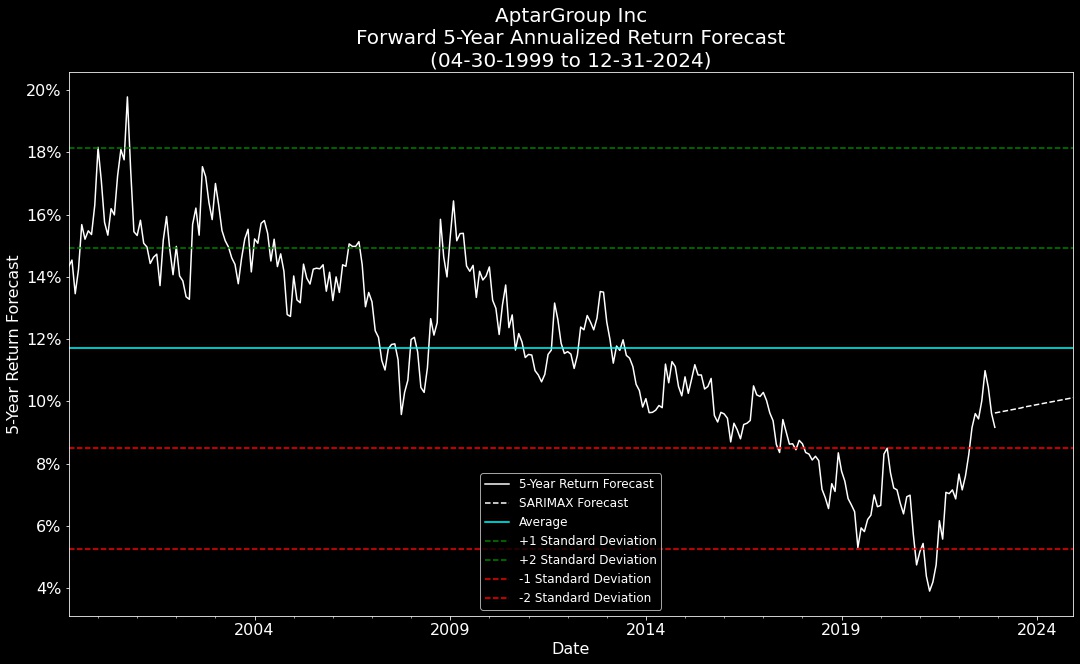 AptarGroup Inc
Forward 5-Year Annualized Return Forecast
(04-30-1999 to 12-31-2024)
5-Year Return Forecast
20%
18%
16%
14%
12%
10%
8%
6%
4%
5-Year Return Forecast
SARIMAX Forecast
Average
+1 Standard Deviation
+2 Standard Deviation
-1 Standard Deviation
-2 Standard Deviation
2004 2009 2014 2019 2024
Date